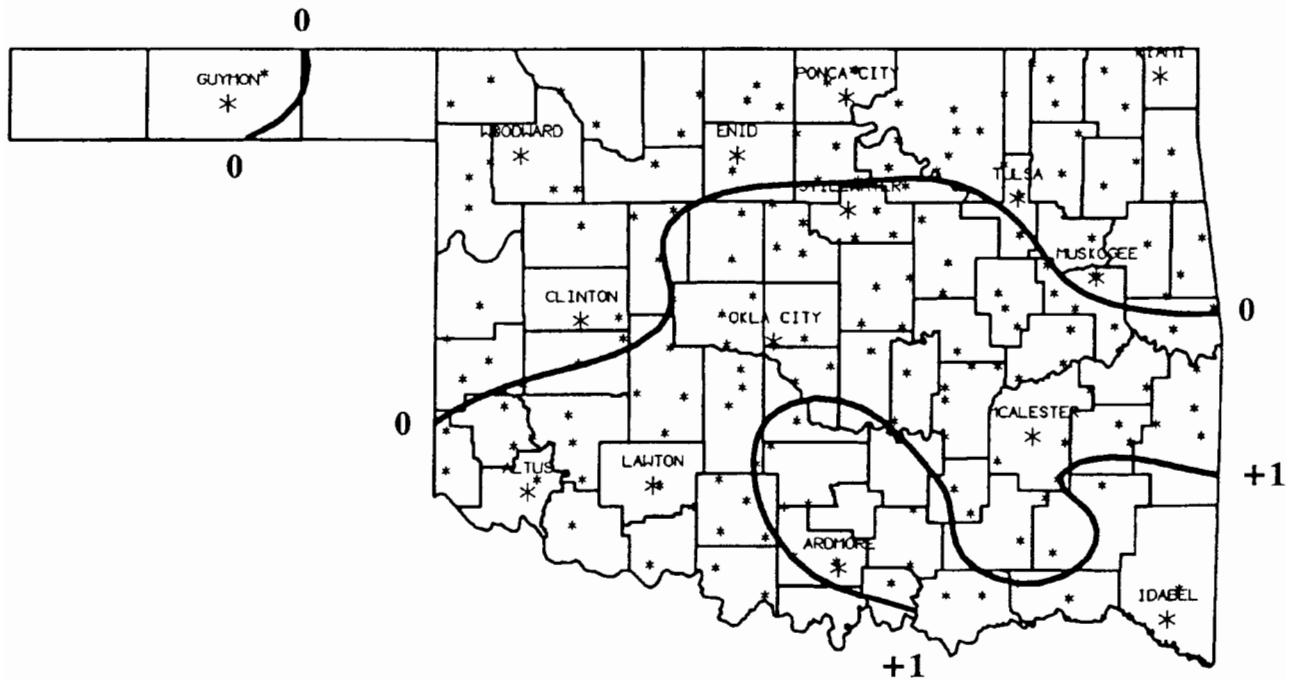 0
GUYMON
PONCA CITY
MIAMI
WOODWARD
ENID
0
TULSA
STILLWATER
MUSKOGEE
CLINTON
OKLA CITY
0
0
MCALESTER
ALTUS
LAWTON
+1
ARDMORE
IDABEL
+1